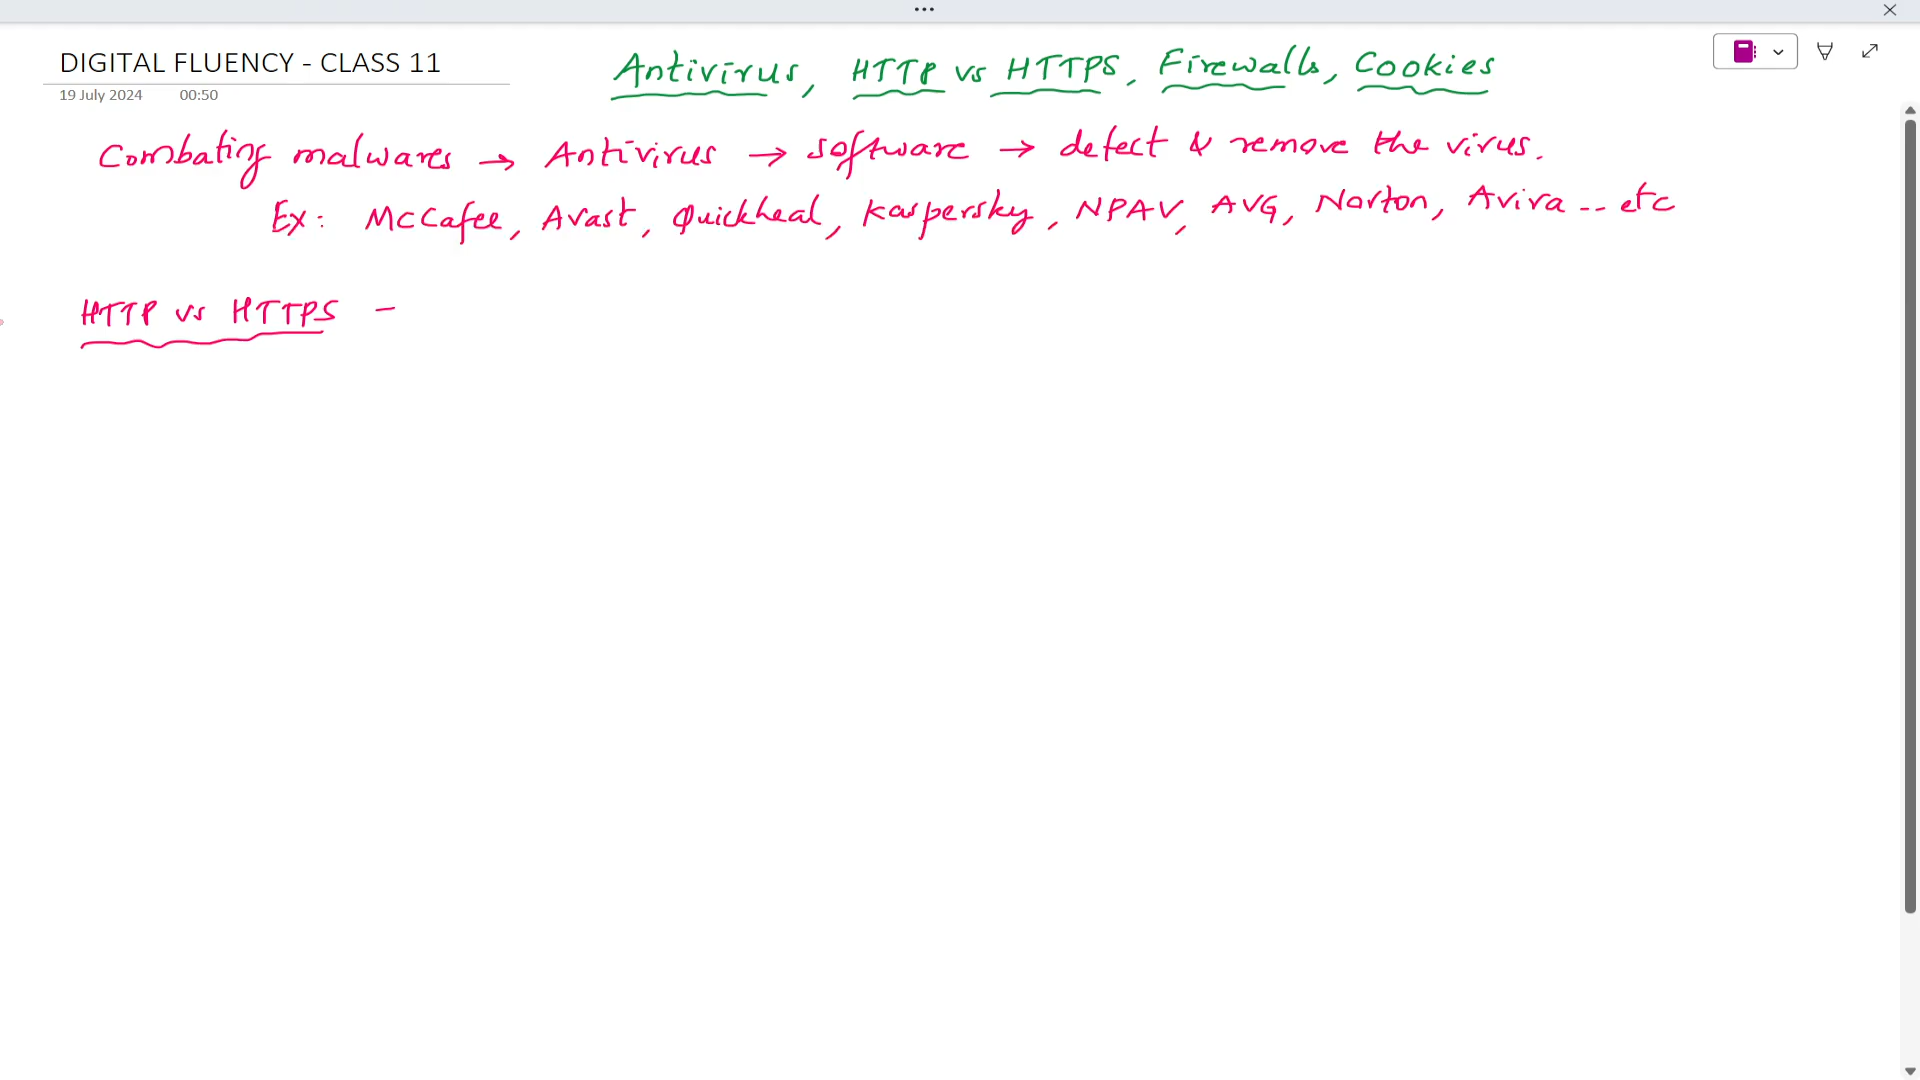 DIGITAL FLUENCY - CLASS 11
19 July 2024 00:50
Antivirus, HTTP vs HTTPS, Firewalls, Cookies
Combating malwares → Antivirus → software → defect & remove the virus.
Ex: McCafee, Avast, Quickheal, Kaspersky, NPAV, AVG, Norton, Avira -- etc
HTTP vs HTTPS -